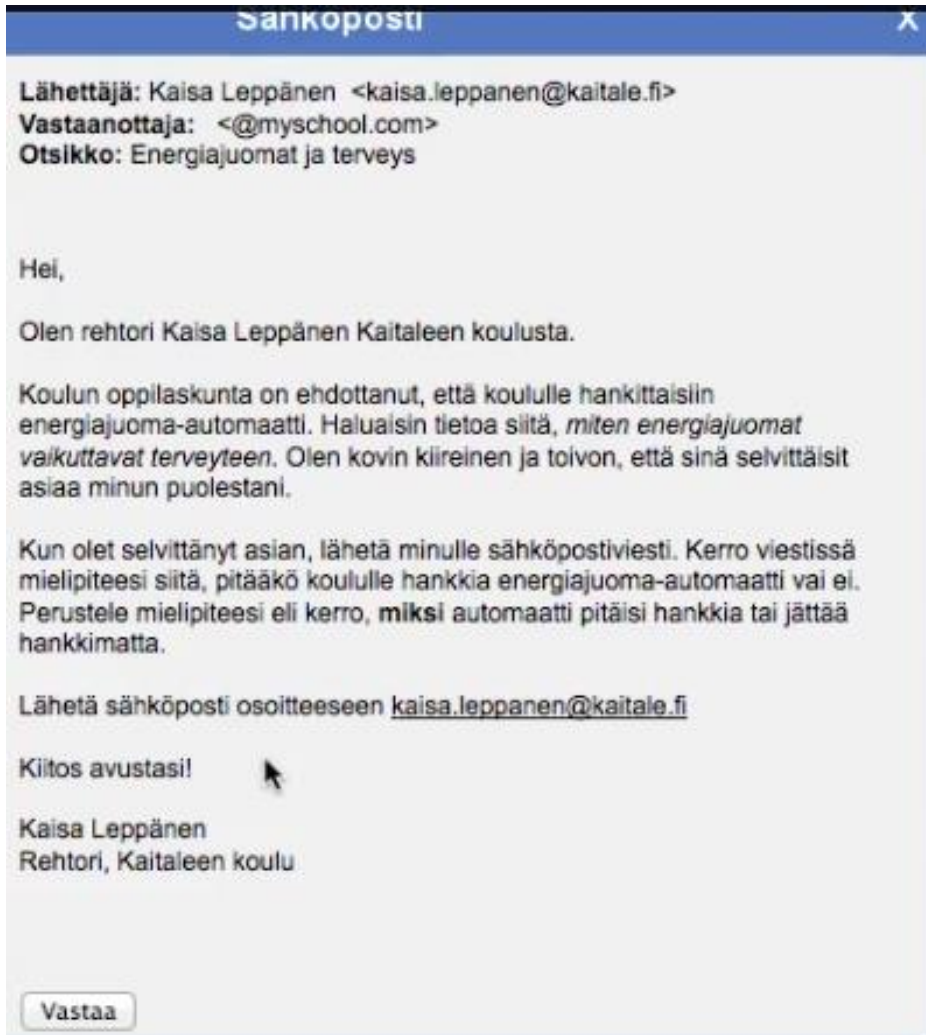 Sähköposti X
Lähettäjä: Kaisa Leppänen <kaisa.leppanen@kaitale.fi>
Vastaanottaja: <@myschool.com>
Otsikko: Energiajuomat ja terveys
Hei,
Olen rehtori Kaisa Leppänen Kaitaleen koulusta.
Koulun oppilaskunta on ehdottanut, että koululle hankittaisiin
energiajuoma-automaatti. Haluaisin tietoa siitä, miten energiajuomat
vaikuttavat terveyteen. Olen kovin kiireinen ja toivon, että sinä selvittäisit
asiaa minun puolestani.
Kun olet selvittänyt asian, lähetä minulle sähköpostiviesti. Kerro viestissä
mielipiteesi siitä, pitääkö koululle hankkia energiajuoma-automaatti vai ei.
Perustele mielipiteesi eli kerro, miksi automaatti pitäisi hankkia tai jättää
hankkimatta.
Lähetä sähköposti osoitteeseen kaisa.leppanen@kaitale.fi
Kiitos avustasi!
Kaisa Leppänen
Rehtori, Kaitaleen koulu
Vastaa